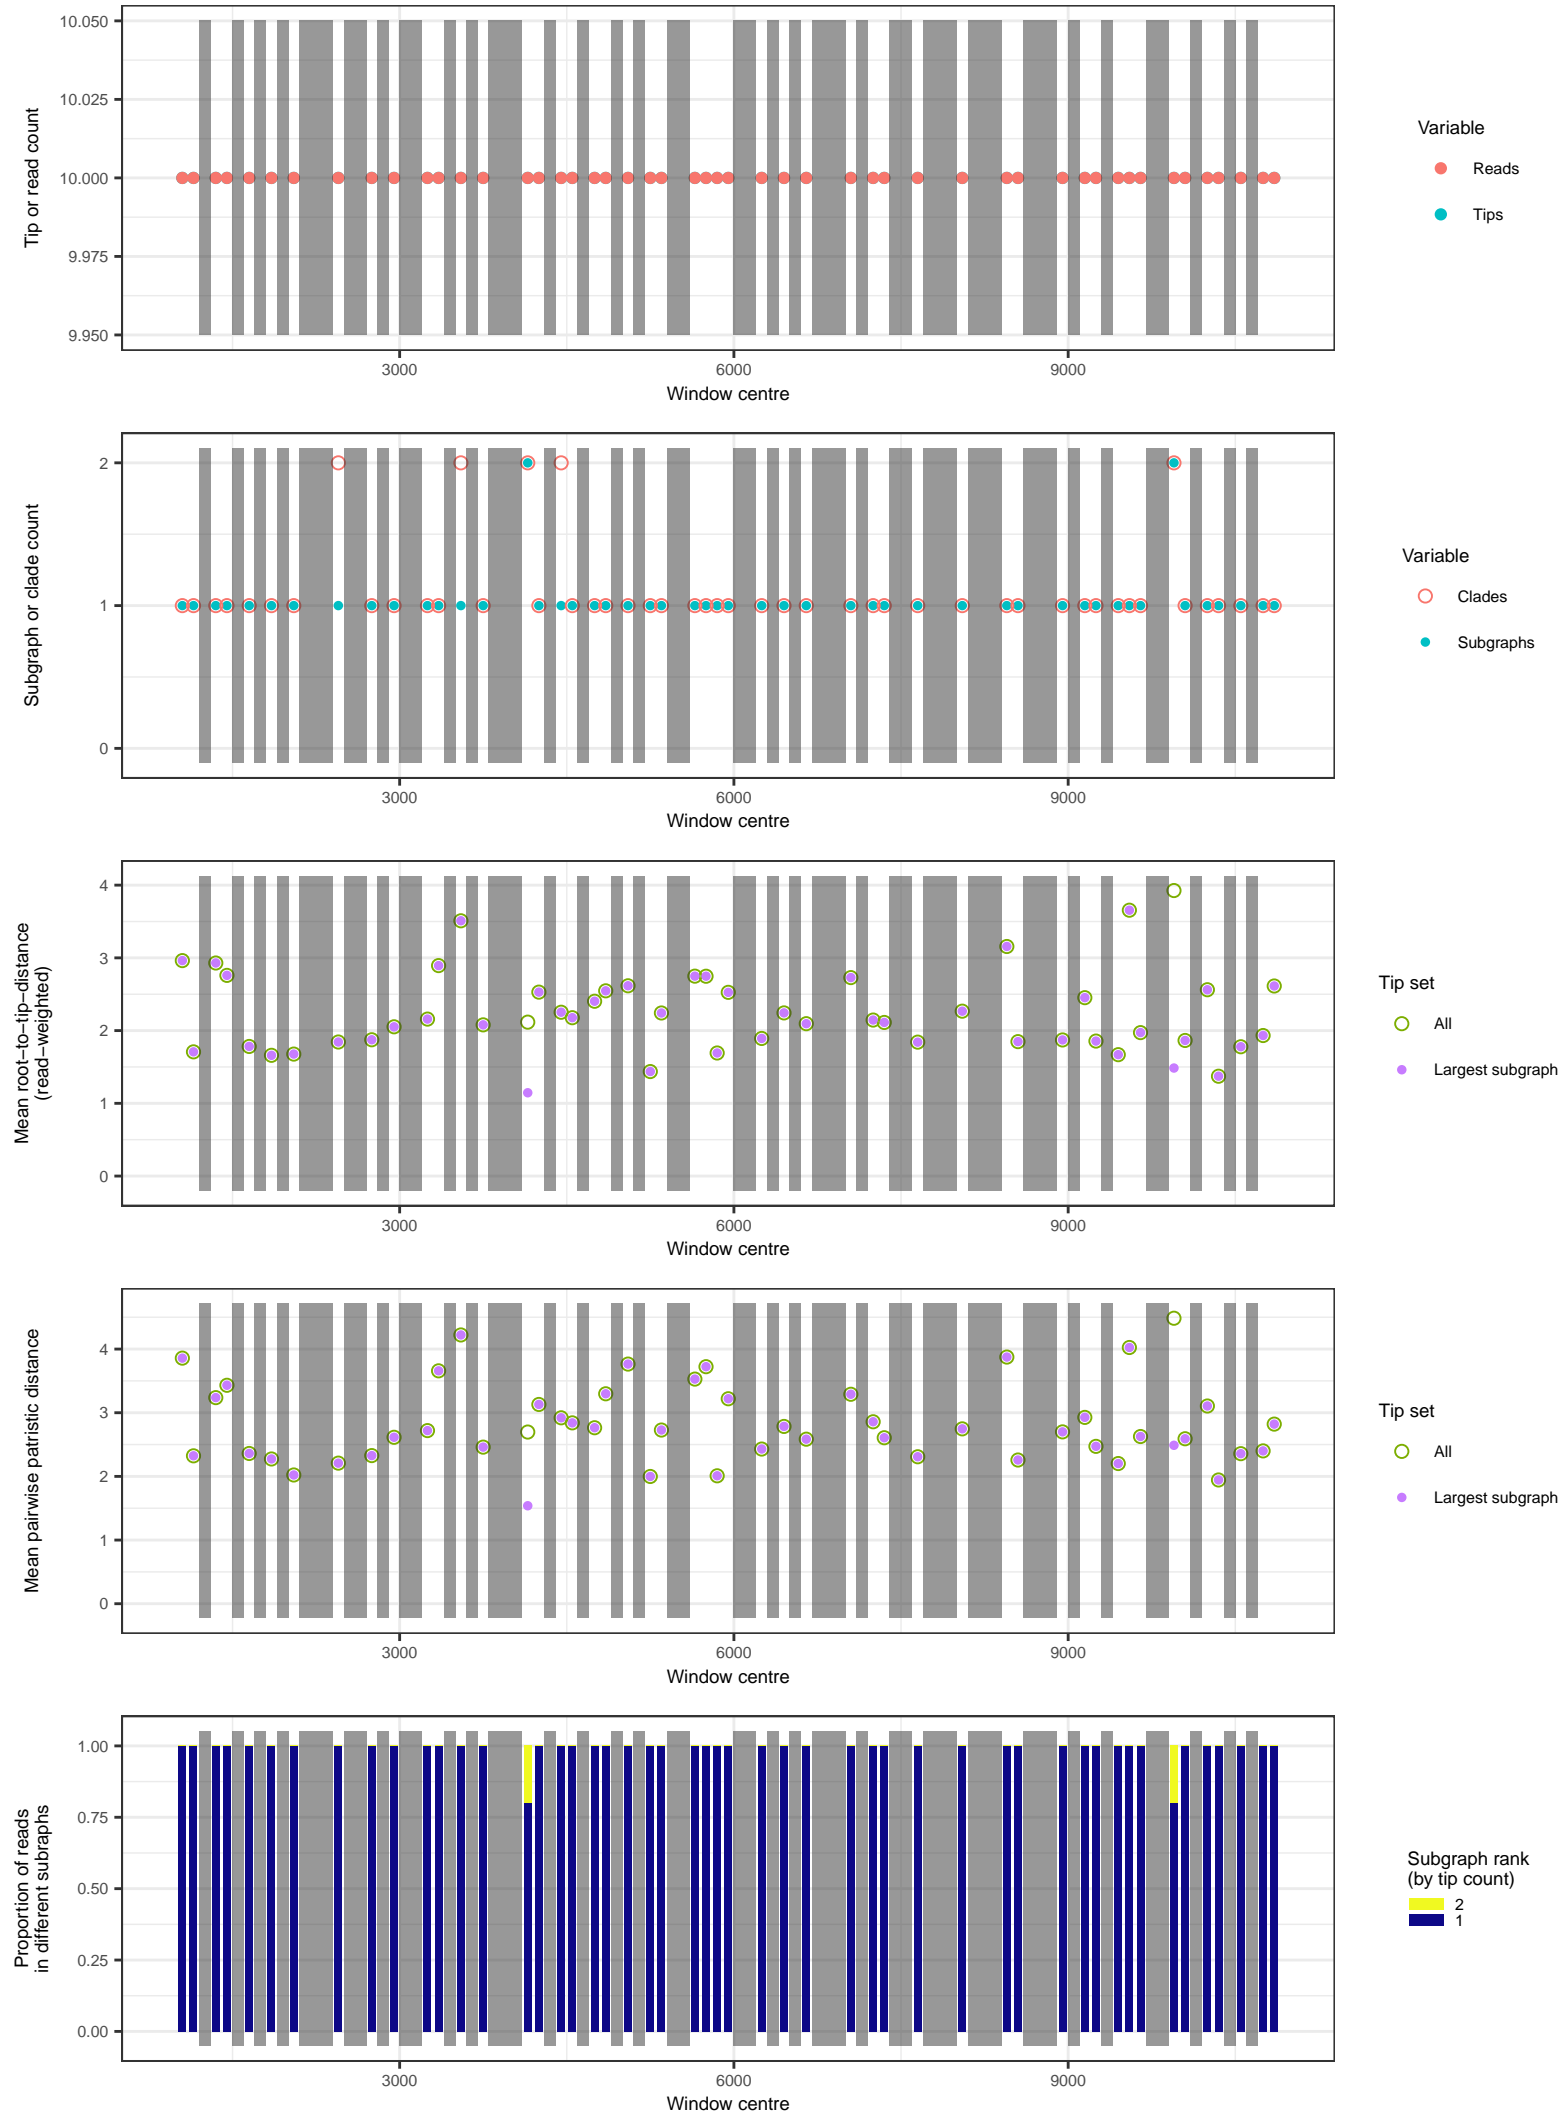 10.050
10.025
10.000
9.975
9.950
Tip or read count
3000
6000
9000
Window centre
Variable
Reads
Tips
2
1
0
Subgraph or clade count
3000
6000
9000
Window centre
Variable
Clades
Subgraphs
4
3
2
1
0
Mean root−to−tip−distance
(read−weighted)
3000
6000
9000
Window centre
Tip set
All
Largest subgraph
4
3
2
1
0
Mean pairwise patristic distance
3000
6000
9000
Window centre
Tip set
All
Largest subgraph
1.00
0.75
0.50
0.25
0.00
Proportion of reads
in different subraphs
3000
6000
9000
Window centre
Subgraph rank
(by tip count)
2
1